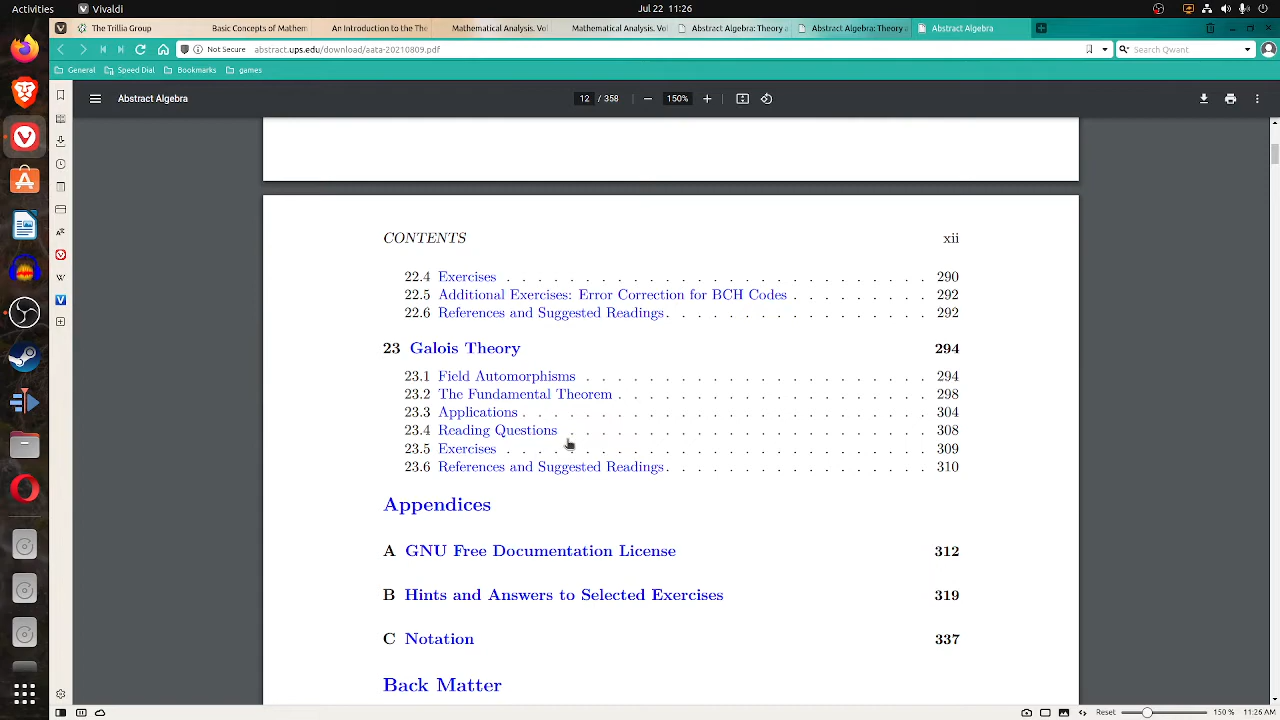 Activities Vivaldi Jul 22 11:26
The Trillia Group Basic Concepts of Mathem An Introduction to the The Mathematical Analysis. Vol Mathematical Analysis. Vol Abstract Algebra: Theory a Abstract Algebra: Theory a Abstract Algebra
Not Secure abstract.ups.edu/download/aata-20210809.pdf Search Qwant
General Speed Dial Bookmarks games
Abstract Algebra 12 / 358 150%
CONTENTS xii
22.4 Exercises . . . . . . . . . . . . . . . . . . . . . . . . . . . 290
22.5 Additional Exercises: Error Correction for BCH Codes . . . . . . . . . 292
22.6 References and Suggested Readings . . . . . . . . . . . . . . . . . 292
23 Galois Theory 294
23.1 Field Automorphisms . . . . . . . . . . . . . . . . . . . . . . 294
23.2 The Fundamental Theorem . . . . . . . . . . . . . . . . . . . . 298
23.3 Applications . . . . . . . . . . . . . . . . . . . . . . . . . . 304
23.4 Reading Questions . . . . . . . . . . . . . . . . . . . . . . . 308
23.5 Exercises . . . . . . . . . . . . . . . . . . . . . . . . . . . 309
23.6 References and Suggested Readings . . . . . . . . . . . . . . . . . 310
Appendices
A GNU Free Documentation License 312
B Hints and Answers to Selected Exercises 319
C Notation 337
Back Matter
Reset 150 % 11:26 AM